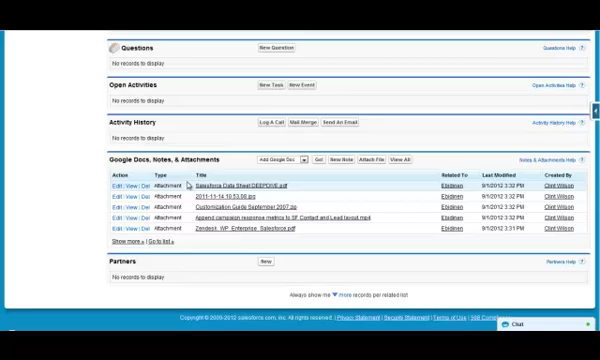 Questions New Question Questions Help ?
No records to display
Open Activities New Task New Event Open Activities Help ?
No records to display
Activity History Log A Call Mail Merge Send An Email Activity History Help ?
No records to display
Google Docs, Notes, & Attachments Add Google Doc Go! New Note Attach File View All Notes & Attachments Help ?
Action Type Title Related To Last Modified Created By
Edit | View | Del Attachment Salesforce Data Sheet DEEPDIVE.pdf Ebidinen 9/1/2012 3:32 PM Clint Wilson
Edit | View | Del Attachment 2011-11-14 10.53.08.jpg Ebidinen 9/1/2012 3:32 PM Clint Wilson
Edit | View | Del Attachment Customization Guide September 2007.zip Ebidinen 9/1/2012 3:32 PM Clint Wilson
Edit | View | Del Attachment Append campaign response metrics to SF Contact and Lead layout.mp4 Ebidinen 9/1/2012 3:32 PM Clint Wilson
Edit | View | Del Attachment Zendesk_WP_Enterprise_Salesforce.pdf Ebidinen 9/1/2012 3:31 PM Clint Wilson
Show more » | Go to list »
Partners New Partners Help ?
No records to display
Always show me more records per related list
Copyright © 2000-2012 salesforce.com, inc. All rights reserved. | Privacy Statement | Security Statement | Terms of Use | 508
Chat